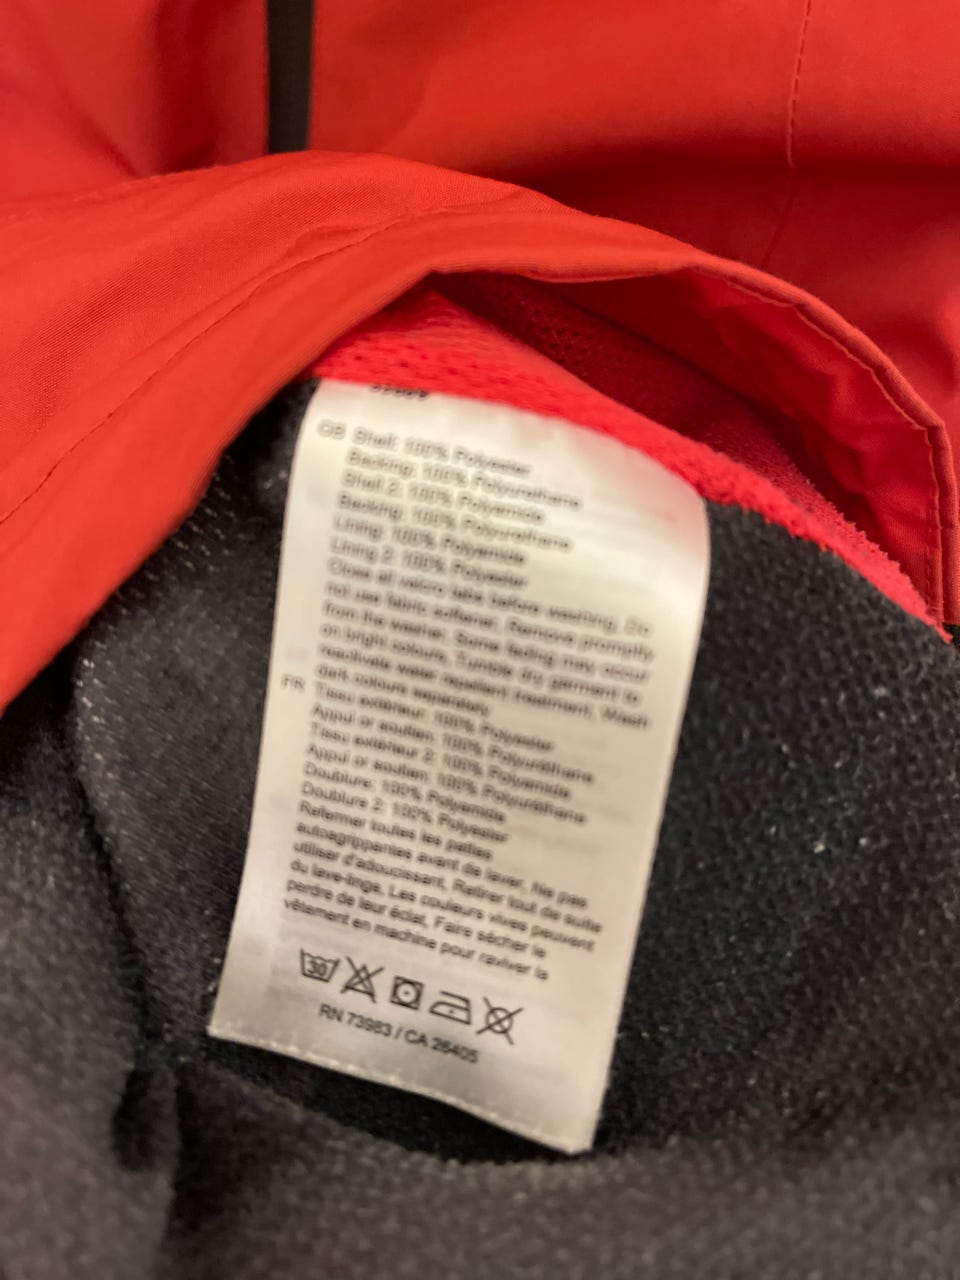 GB Shell: 100% Polyester
Backing: 100% Polyurethane
Shell 2: 100% Polyamide
Backing: 100% Polyurethane
Lining: 100% Polyamide
Lining 2: 100% Polyester
Close all velcro tabs before washing, Do
not use fabric softener, Remove promptly
from the washer. Some fading may occur
on bright colours, Tumble dry garment to
reactivate water repellent treatment, Wash
dark colours separately.
FR Tissu extérieur: 100% Polyester
Appui or soutien: 100% Polyuréthane
Tissu extérieur 2: 100% Polyamide
Appui or soutien: 100% Polyuréthane
Doublure: 100% Polyamide
Doublure 2: 100% Polyester
Refermer toutes les pattes
autoagrippantes avant de laver, Ne pas
utiliser d'adoucissant, Retirer tout de suite
du lave-linge. Les couleurs vives peuvent
perdre de leur éclat, Faire sécher le
vêtement en machine pour raviver la
30
RN 73983 / CA 26405